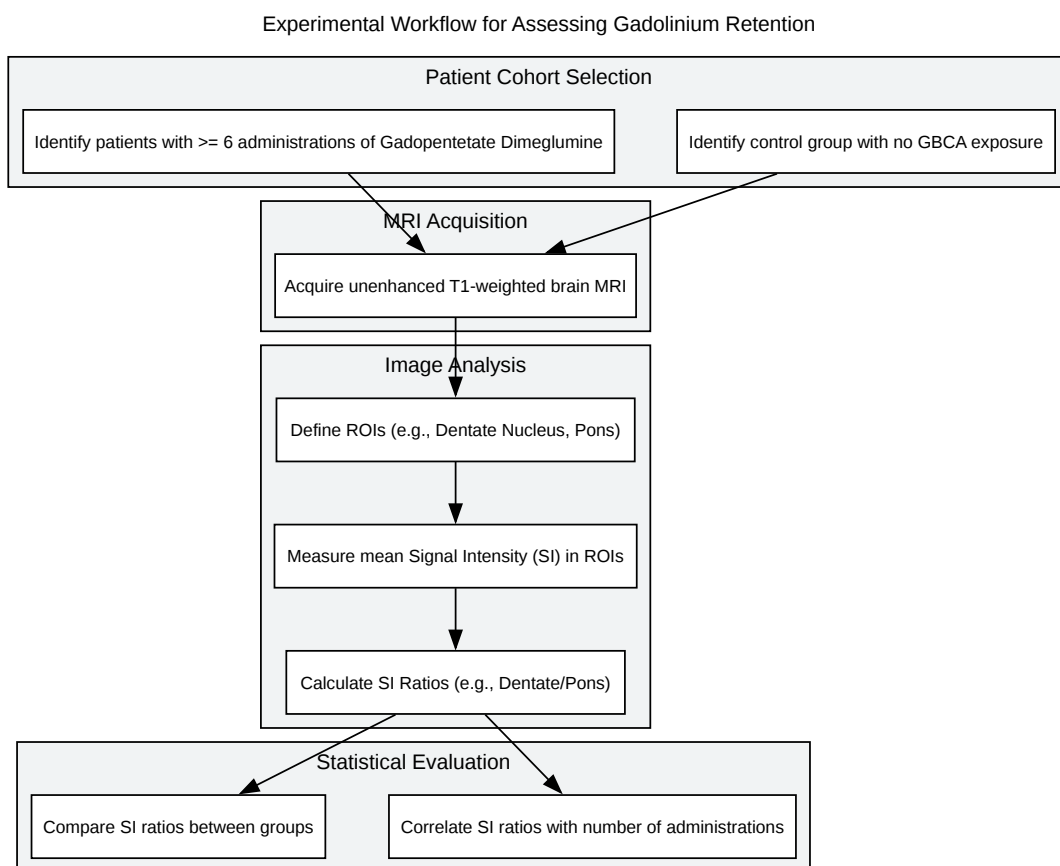 Experimental Workflow for Assessing Gadolinium Retention
Patient Cohort Selection
Identify patients with >= 6 administrations of Gadopentetate Dimeglumine
Identify control group with no GBCA exposure
MRI Acquisition
Acquire unenhanced T1-weighted brain MRI
Image Analysis
Define ROIs (e.g., Dentate Nucleus, Pons)
Measure mean Signal Intensity (SI) in ROIs
Calculate SI Ratios (e.g., Dentate/Pons)
Statistical Evaluation
Compare SI ratios between groups
Correlate SI ratios with number of administrations